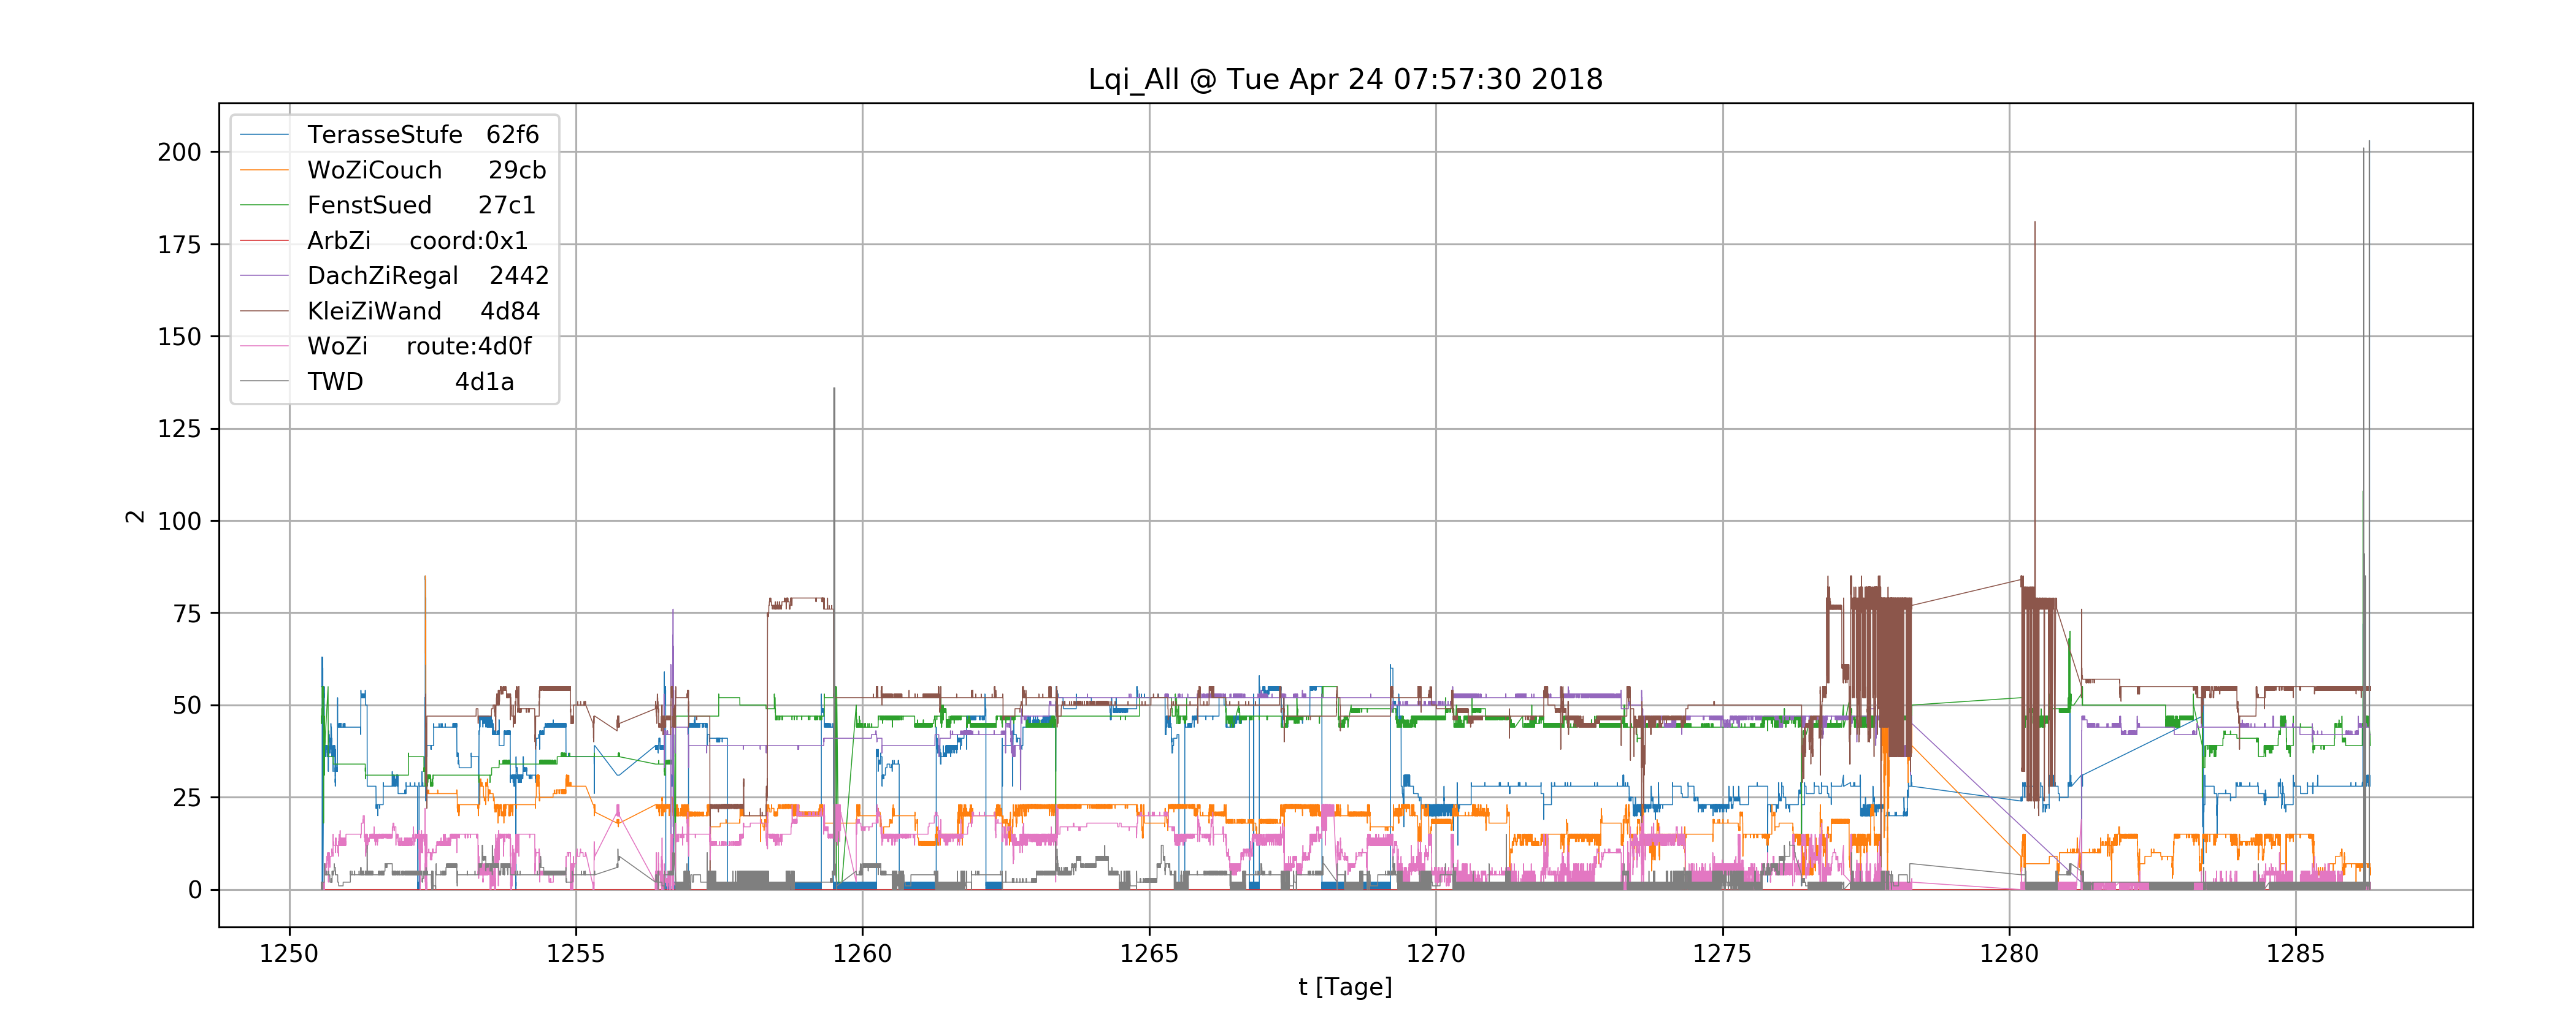 Lqi_All @ Tue Apr 24 07:57:30 2018
TerasseStufe 62f6
WoZiCouch 29cb
FenstSued 27c1
ArbZi coord:0x1
DachZiRegal 2442
KleiZiWand 4d84
WoZi route:4d0f
TWD 4d1a
200
175
150
125
100
75
50
25
0
2
1250 1255 1260 1265 1270 1275 1280 1285
t [Tage]